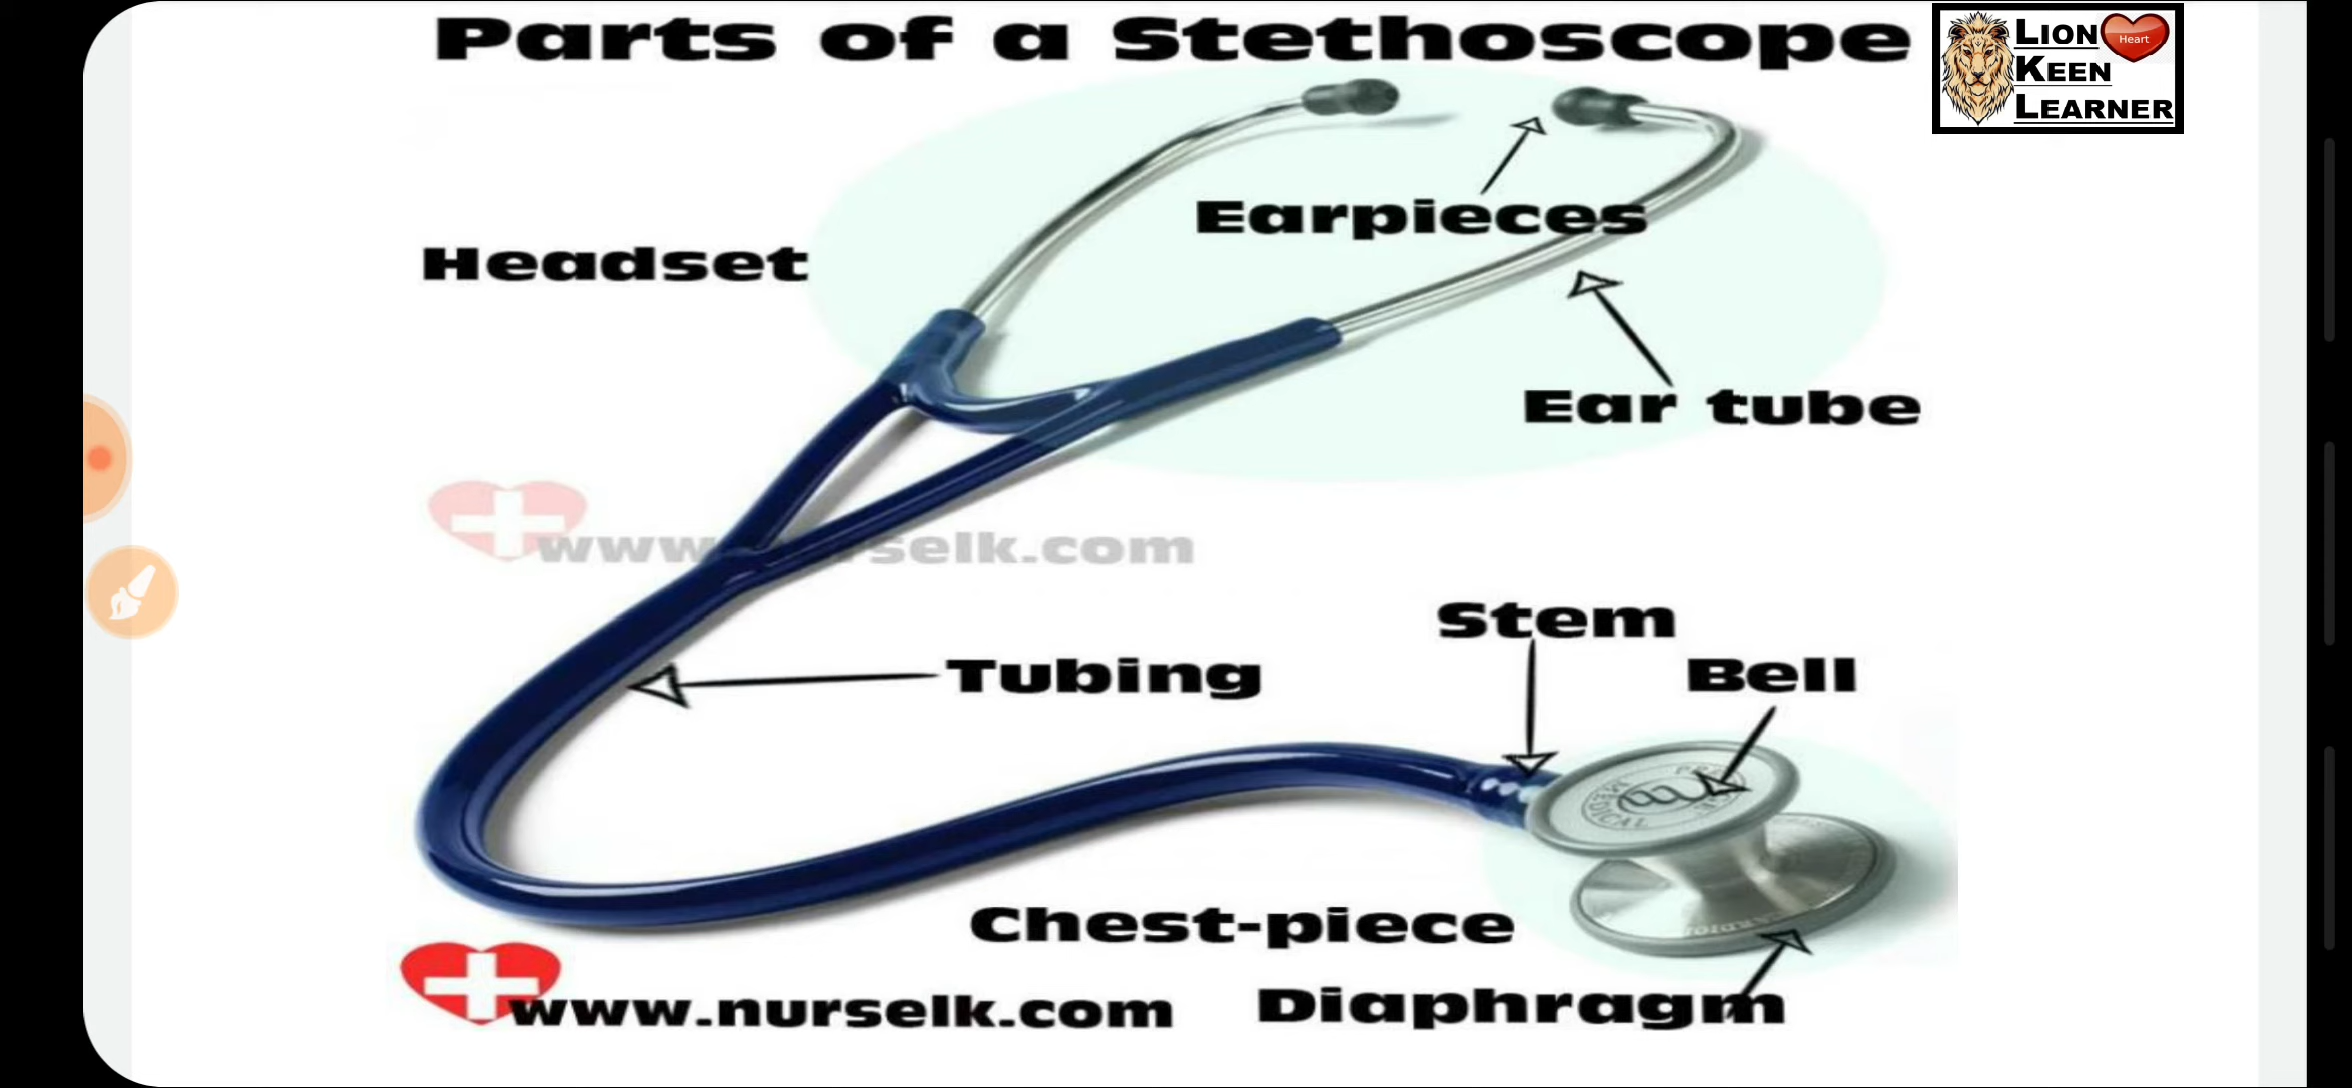 Parts of a Stethoscope
LION Heart
KEEN
LEARNER
Earpieces
Headset
Ear tube
www.nurselk.com
Stem
Tubing
Bell
MEDICAL
Chest-piece
www.nurselk.com
Diaphragm